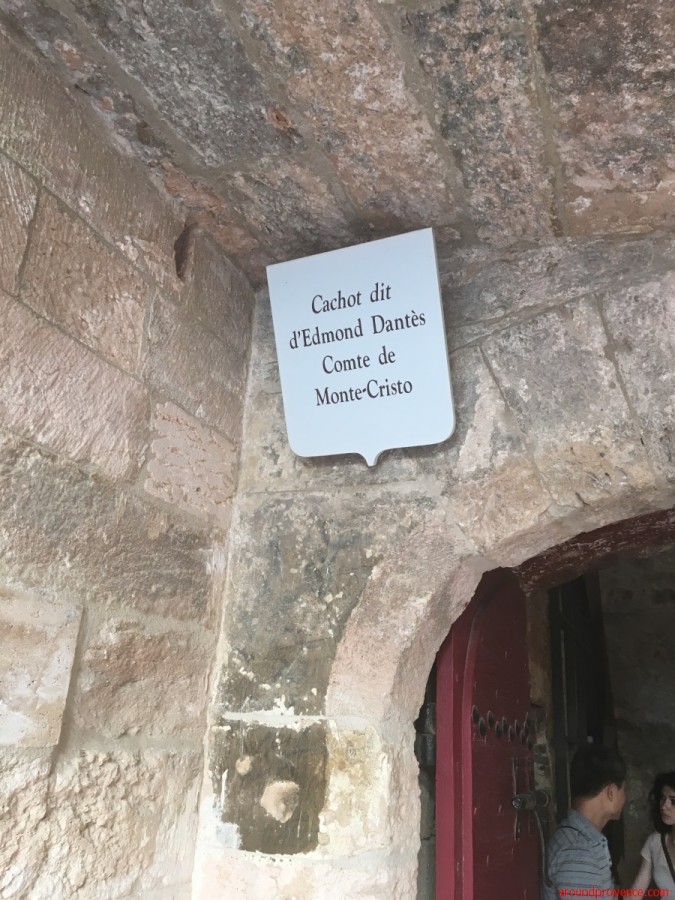 Cachot dit
d'Edmond Dantès
Comte de
Monte-Cristo
aroundprovence.com